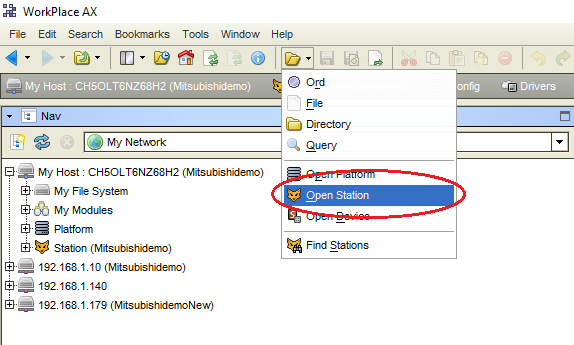 WorkPlace AX
File Edit Search Bookmarks Tools Window Help
My Host : CH5OLT6NZ68H2 (Mitsubishidemo)
nfig
Drivers
Nav
My Network
My Host : CH5OLT6NZ68H2 (Mitsubishidemo)
My File System
My Modules
Platform
Station (Mitsubishidemo)
192.168.1.10 (Mitsubishidemo)
192.168.1.140
192.168.1.179 (MitsubishidemoNew)
Ord
File
Directory
Query
Open Platform
Open Station
Open Device
Find Stations